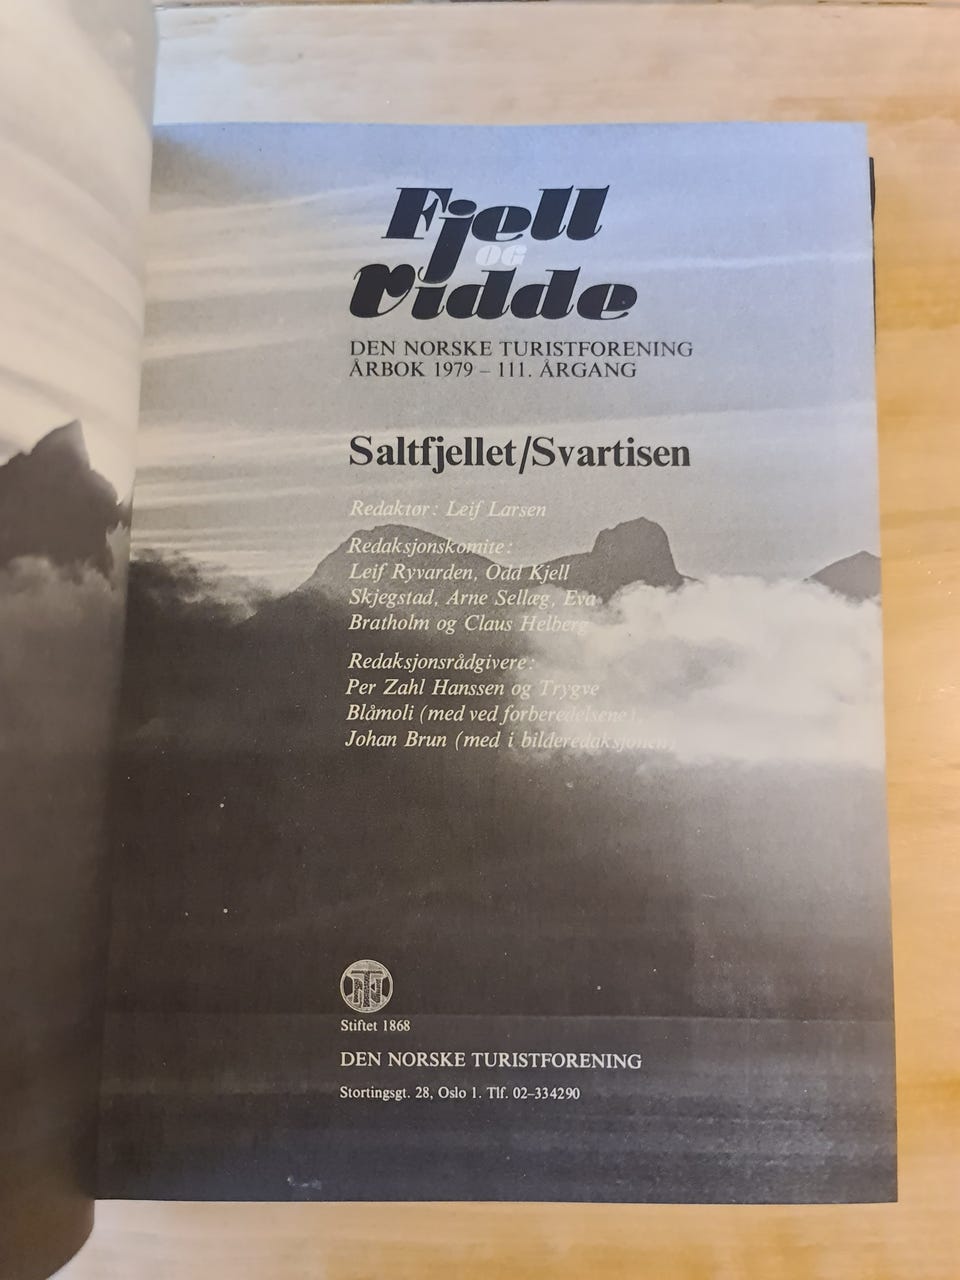 Fjell
OG
Vidde
DEN NORSKE TURISTFORENING
ÅRBOK 1979 – 111. ÅRGANG
Saltfjellet/Svartisen
Redaktør: Leif Larsen
Redaksjonskomite:
Leif Ryvarden, Odd Kjell
Skjegstad, Arne Sellæg, Eva
Bratholm og Claus Helberg
Redaksjonsrådgivere:
Per Zahl Hanssen og Trygve
Blåmoli (med ved forberedelsene),
Johan Brun (med i bilderedaksjonen)
Stiftet 1868
DEN NORSKE TURISTFORENING
Stortingsgt. 28, Oslo 1. Tlf. 02–334290